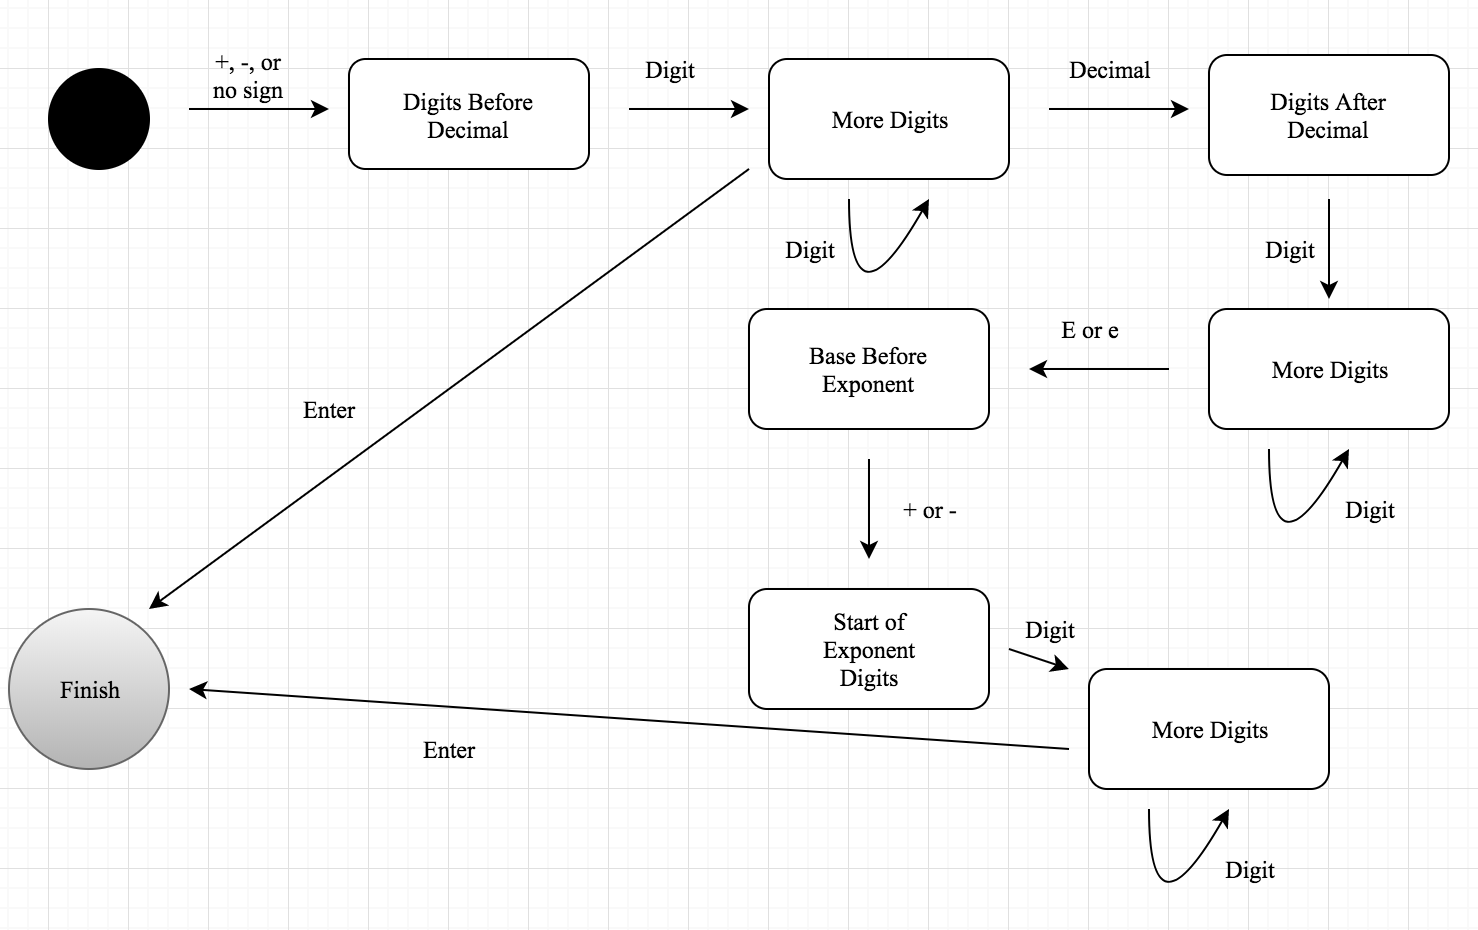 +, -, or
no sign
Digits Before
Decimal
Digit
More Digits
Decimal
Digits After
Decimal
Digit
Digit
Base Before
Exponent
E or e
More Digits
Enter
+ or -
Digit
Start of
Exponent
Digits
Digit
Finish
More Digits
Enter
Digit